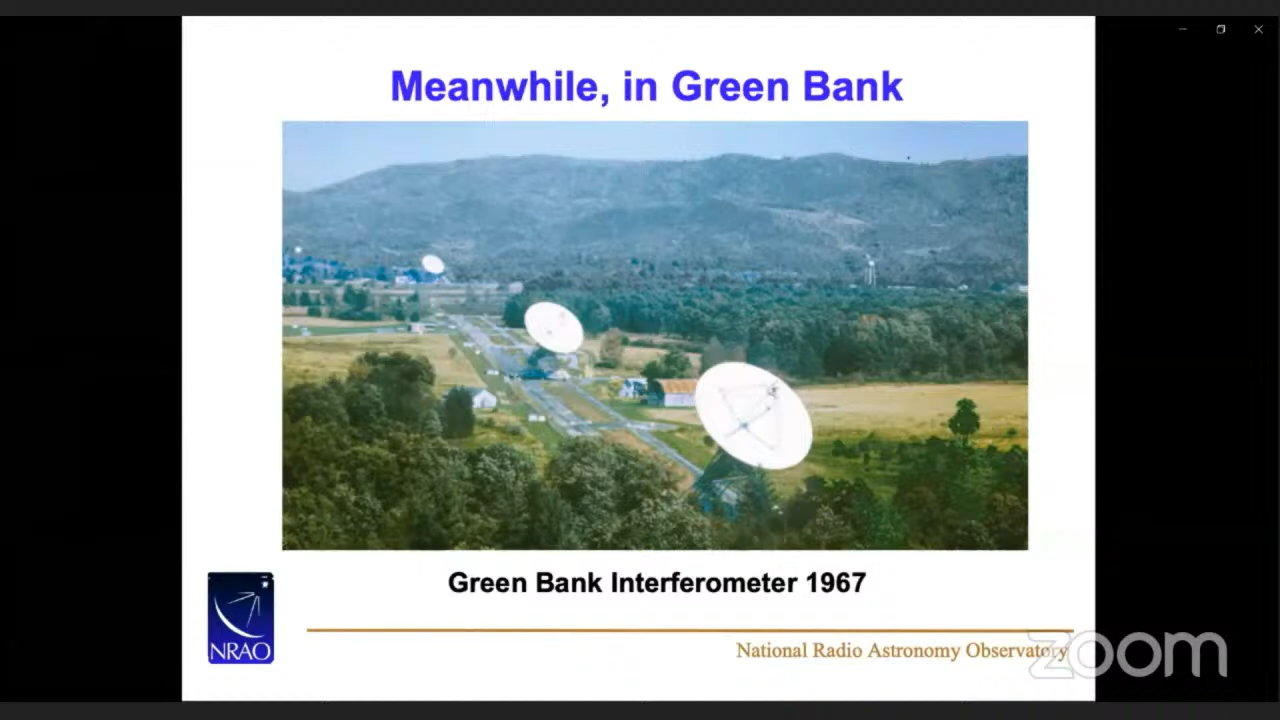 Meanwhile, in Green Bank
Green Bank Interferometer 1967
NRAO
National Radio Astronomy Observatory
zoom